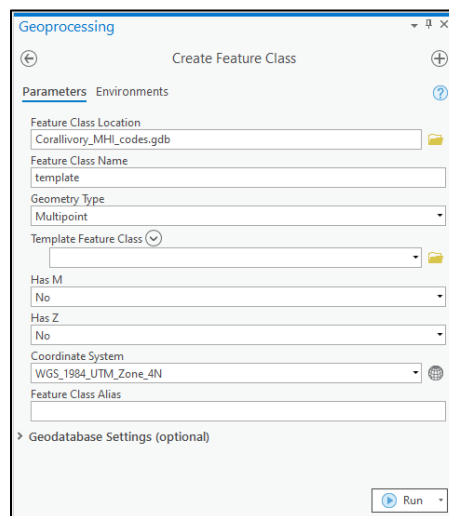 Geoprocessing
Create Feature Class
Parameters Environments
Feature Class Location
Corallivory_MHI_codes.gdb
Feature Class Name
template
Geometry Type
Multipoint
Template Feature Class
Has M
No
Has Z
No
Coordinate System
WGS_1984_UTM_Zone_4N
Feature Class Alias
Geodatabase Settings (optional)
Run